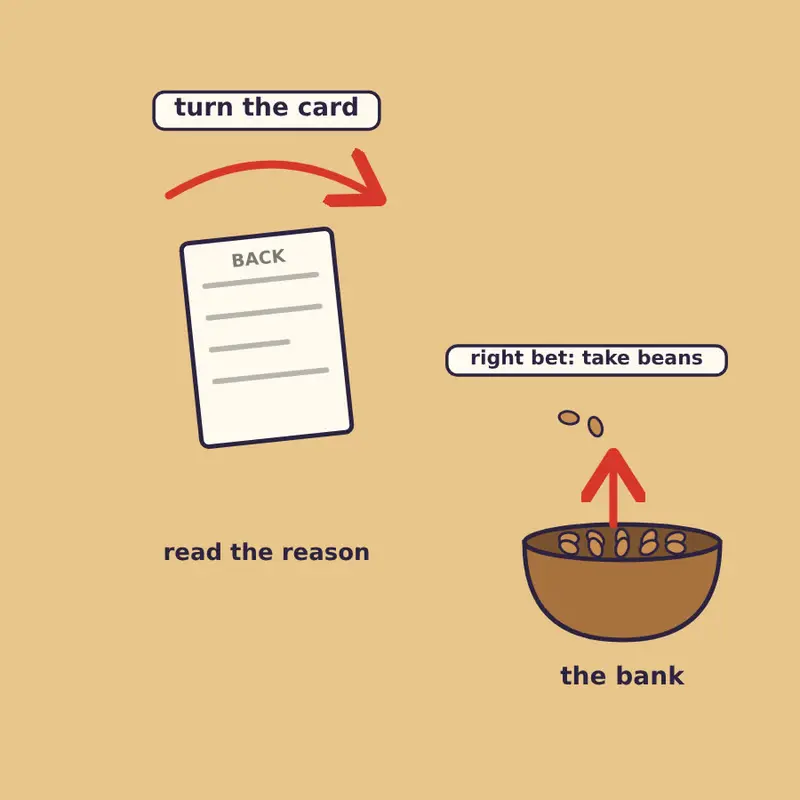 turn the card
BACK
right bet: take beans
read the reason
the bank